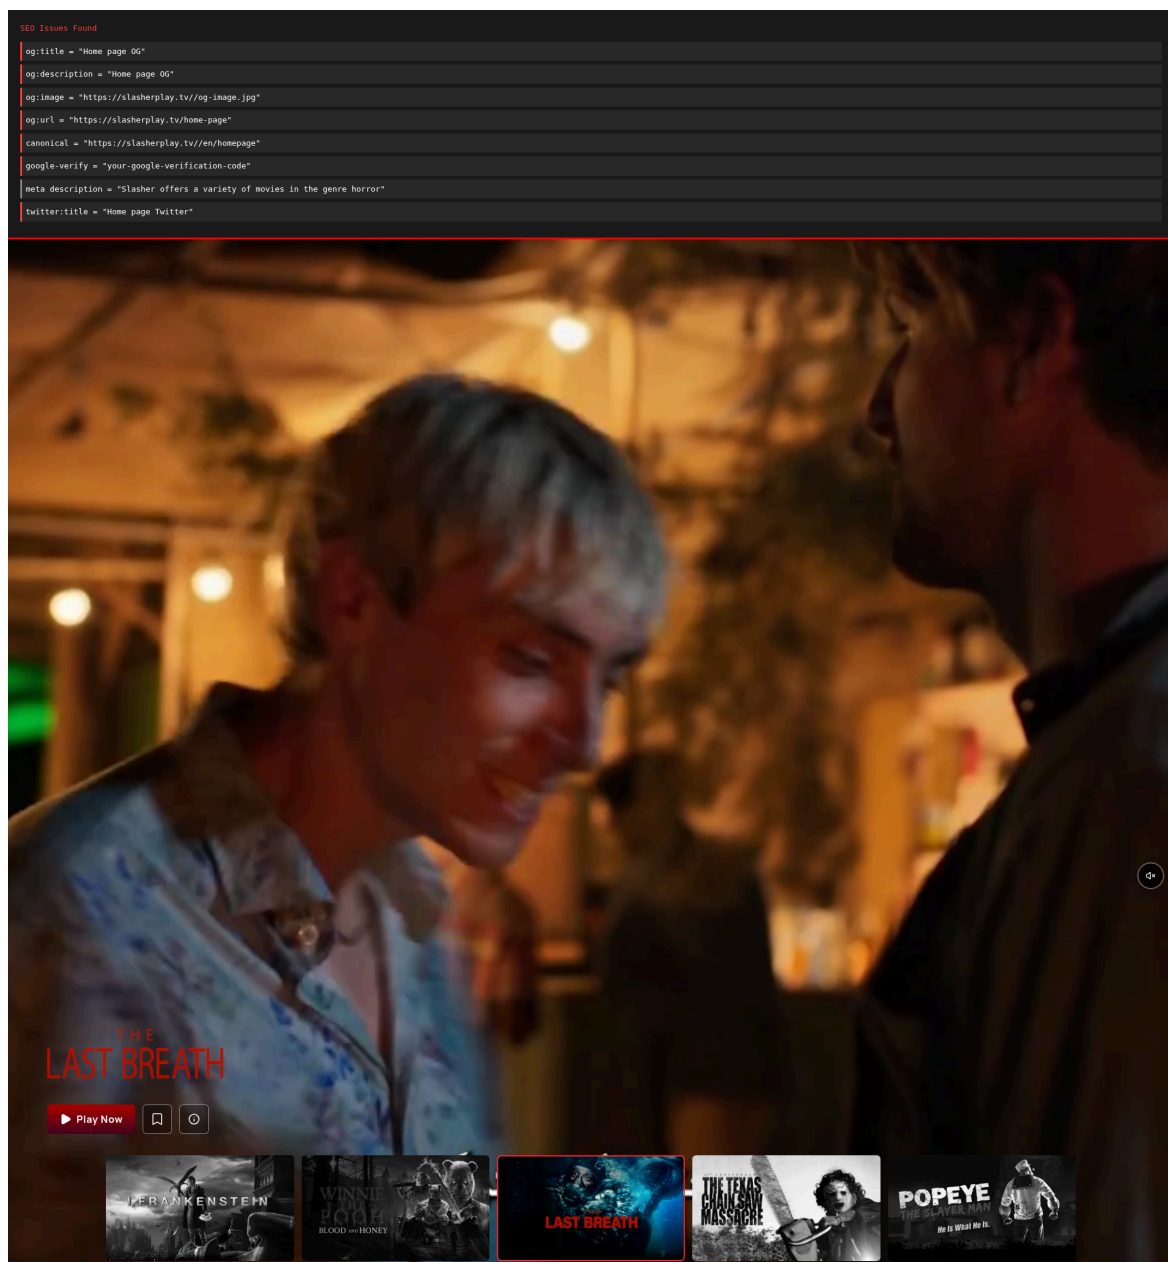 SEO Issues Found
og:title = "Home page OG"
og:description = "Home page OG"
og:image = "https://slasherplay.tv//og-image.jpg"
og:url = "https://slasherplay.tv/home-page"
canonical = "https://slasherplay.tv//en/homepage"
google-verify = "your-google-verification-code"
meta description = "Slasher offers a variety of movies in the genre horror"
twitter:title = "Home page Twitter"
THE
LAST BREATH
Play Now
I, FRANKENSTEIN
WINNIE
THE
POOH
BLOOD AND HONEY
LAST BREATH
THE TEXAS
CHAIN SAW
MASSACRE
POPEYE
THE SLAYER MAN
He Is What He Is.